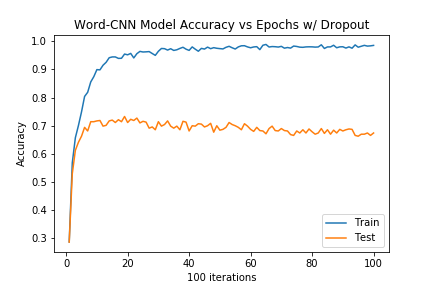 Word-CNN Model Accuracy vs Epochs w/ Dropout
1.0
0.9
0.8
0.7
0.6
0.5
0.4
0.3
Accuracy
0 20 40 60 80 100
100 iterations
Train
Test